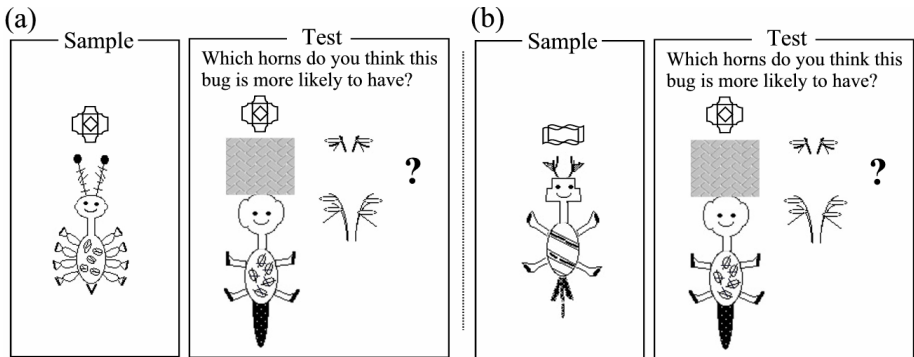 (a)
Sample
Test
Which horns do you think this
bug is more likely to have?
?
(b)
Sample
Test
Which horns do you think this
bug is more likely to have?
?